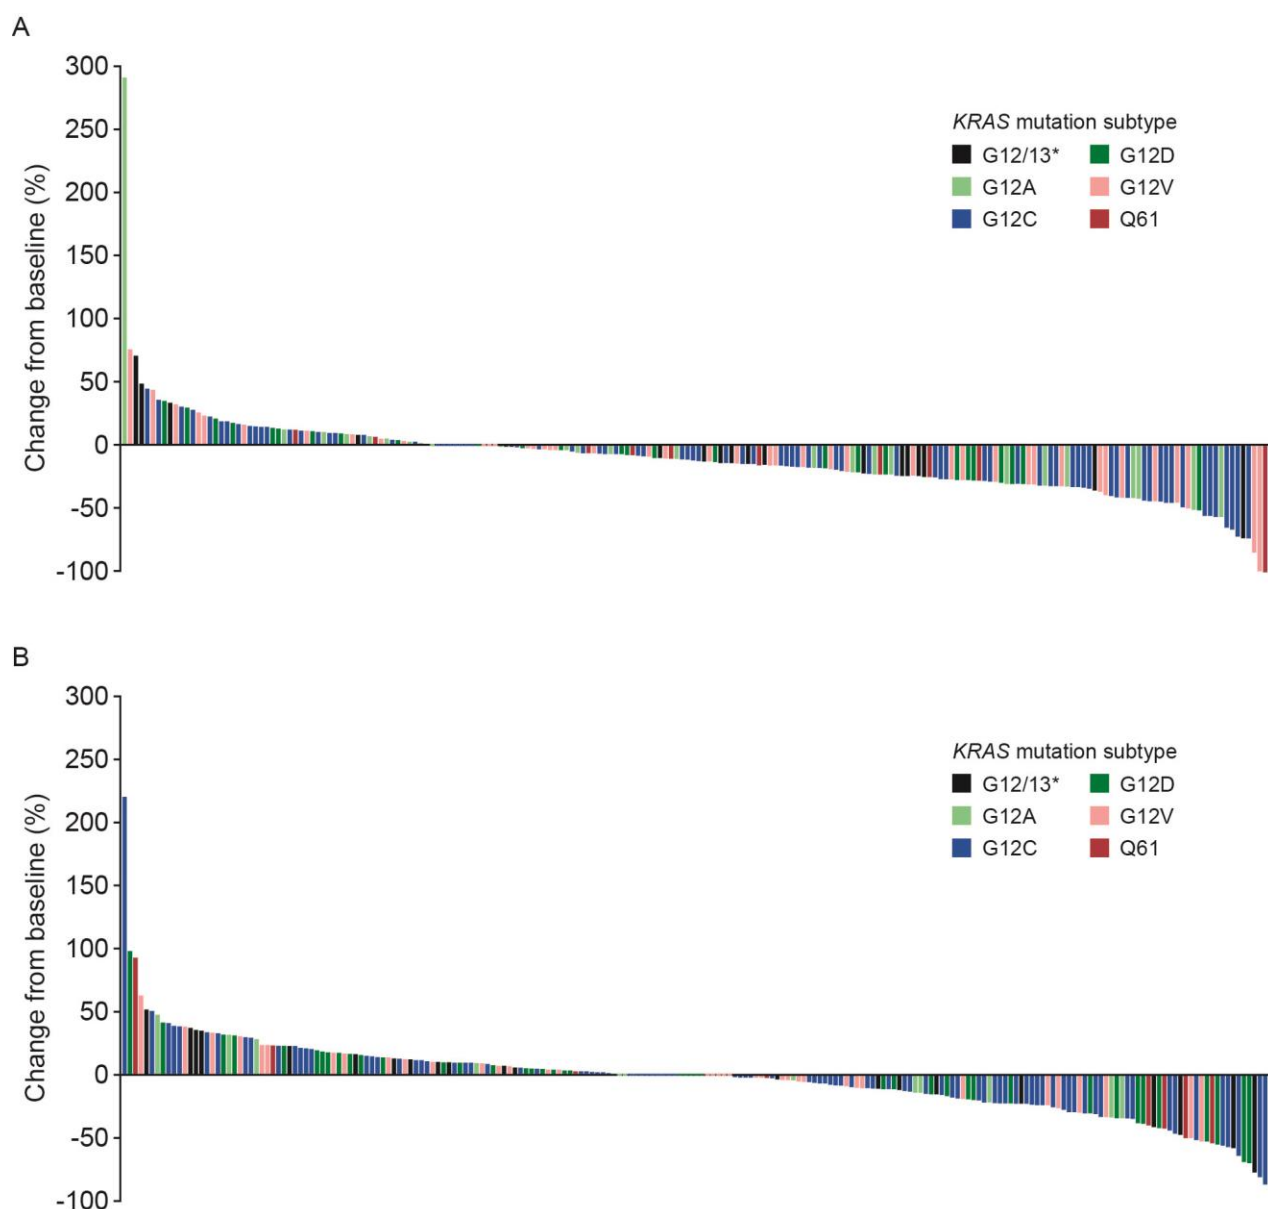 A
300
250
200
150
100
50
0
-50
-100
Change from baseline (%)
KRAS mutation subtype
G12/13* G12D
G12A G12V
G12C Q61
B
300
250
200
150
100
50
0
-50
-100
Change from baseline (%)
KRAS mutation subtype
G12/13* G12D
G12A G12V
G12C Q61